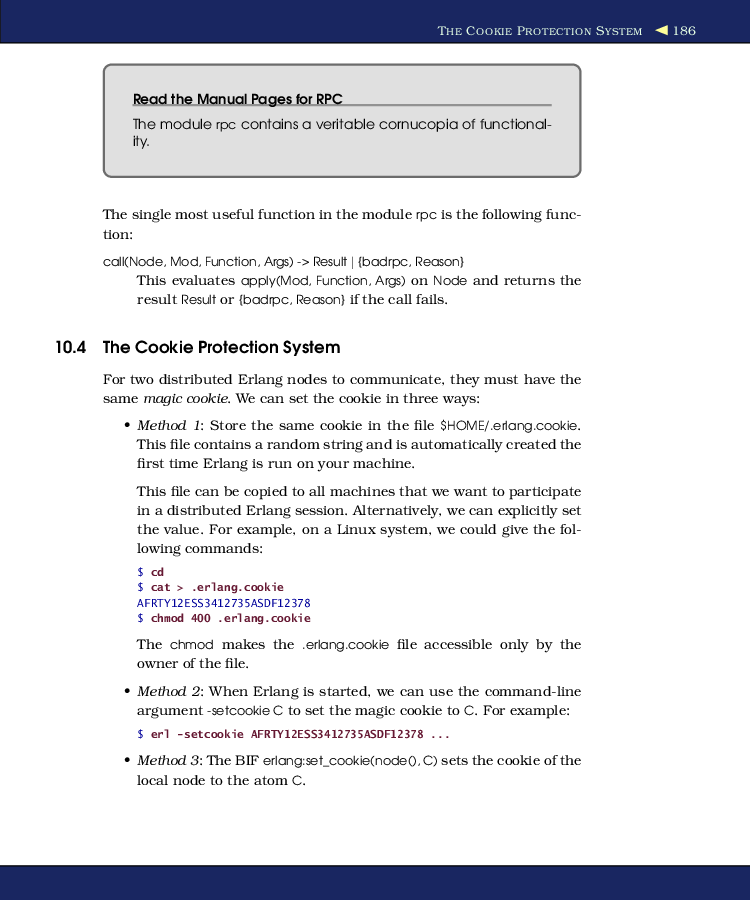 THE COOKIE PROTECTION SYSTEM ◀ 186
Read the Manual Pages for RPC
The module rpc contains a veritable cornucopia of functional-
ity.
The single most useful function in the module rpc is the following func-
tion:
call(Node, Mod, Function, Args) -> Result | {badrpc, Reason}
This evaluates apply(Mod, Function, Args) on Node and returns the
result Result or {badrpc, Reason} if the call fails.
10.4 The Cookie Protection System
For two distributed Erlang nodes to communicate, they must have the
same magic cookie. We can set the cookie in three ways:
• Method 1: Store the same cookie in the file $HOME/.erlang.cookie.
This file contains a random string and is automatically created the
first time Erlang is run on your machine.
This file can be copied to all machines that we want to participate
in a distributed Erlang session. Alternatively, we can explicitly set
the value. For example, on a Linux system, we could give the fol-
lowing commands:
$ cd
$ cat > .erlang.cookie
AFRTY12ESS3412735ASDF12378
$ chmod 400 .erlang.cookie
The chmod makes the .erlang.cookie file accessible only by the
owner of the file.
• Method 2: When Erlang is started, we can use the command-line
argument -setcookie C to set the magic cookie to C. For example:
$ erl -setcookie AFRTY12ESS3412735ASDF12378 ...
• Method 3: The BIF erlang:set_cookie(node(), C) sets the cookie of the
local node to the atom C.